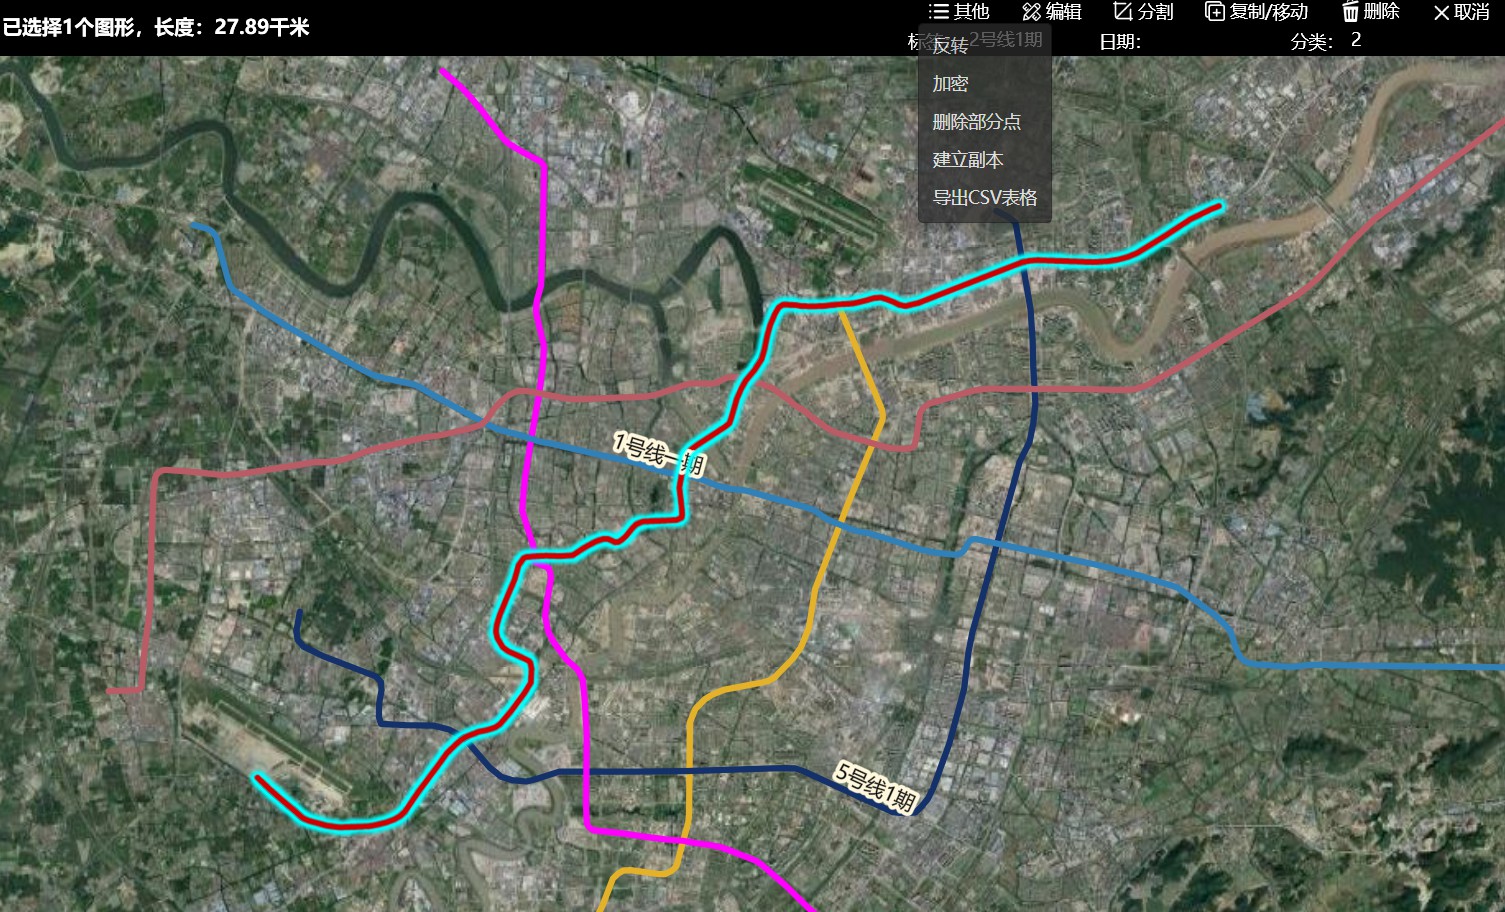 已选择1个图形，长度：27.89千米
其他 编辑 分割 复制/移动 删除 取消
2号线1期 日期： 分类： 2
反转
加密
删除部分点
建立副本
导出CSV表格
1号线一期
5号线1期